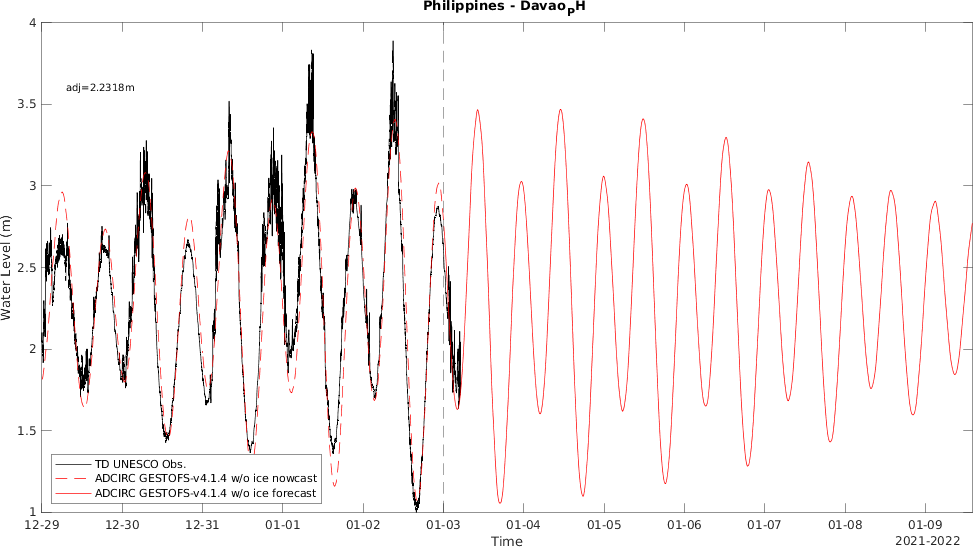 Philippines - Davao_pH
4
3.5
3
2.5
2
1.5
1
Water Level (m)
adj=2.2318m
TD UNESCO Obs.
ADCIRC GESTOFS-v4.1.4 w/o ice nowcast
ADCIRC GESTOFS-v4.1.4 w/o ice forecast
12-29 12-30 12-31 01-01 01-02 01-03 01-04 01-05 01-06 01-07 01-08 01-09
Time
2021-2022